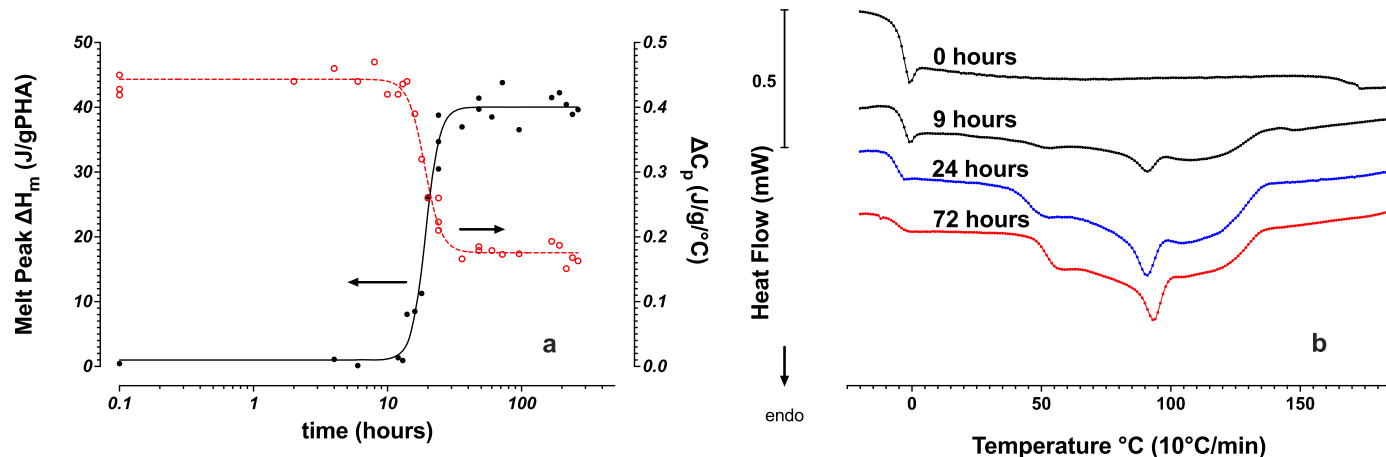 50
40
30
20
10
0
Melt Peak ΔHm (J/gPHA)
0.5
0.4
0.3
0.2
0.1
0.0
ΔCp (J/g/°C)
a
0.1
1
10
100
time (hours)
0.5
Heat Flow (mW)
endo
0 hours
9 hours
24 hours
72 hours
b
0
50
100
150
Temperature °C (10°C/min)